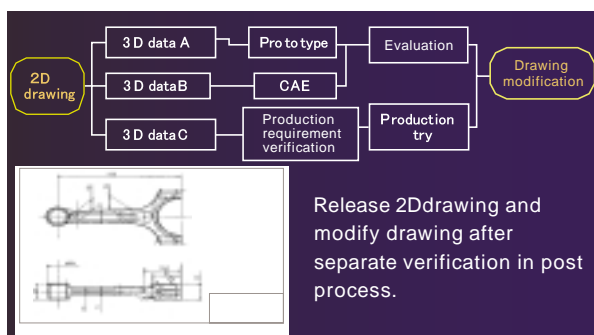 2D
drawing
3D data A
Prototype
Evaluation
3D dataB
CAE
3D dataC
Production
requirement
verification
Production
try
Drawing
modification
Release 2Ddrawing and
modify drawing after
separate verification in post
process.